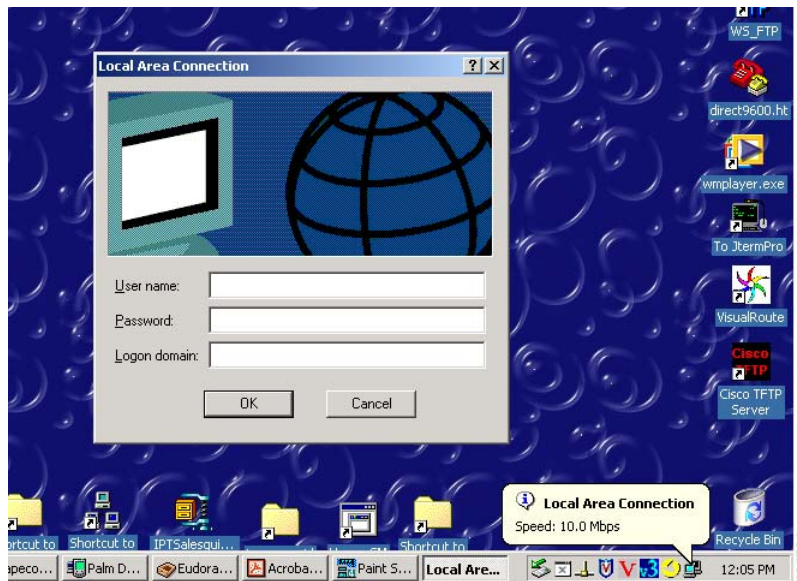 WS_FTP
Local Area Connection
direct9600.ht
wmplayer.exe
To JtermPro
User name:
Password:
Logon domain:
VisualRoute
Cisco
TFTP
Cisco TFTP
Server
OK
Cancel
Local Area Connection
Speed: 10.0 Mbps
Recycle Bin
Shortcut to
IPTSalesgui...
Shortcut to
apeco...
Palm D...
Eudora...
Acroba...
Paint S...
Local Are...
V
v3
12:05 PM